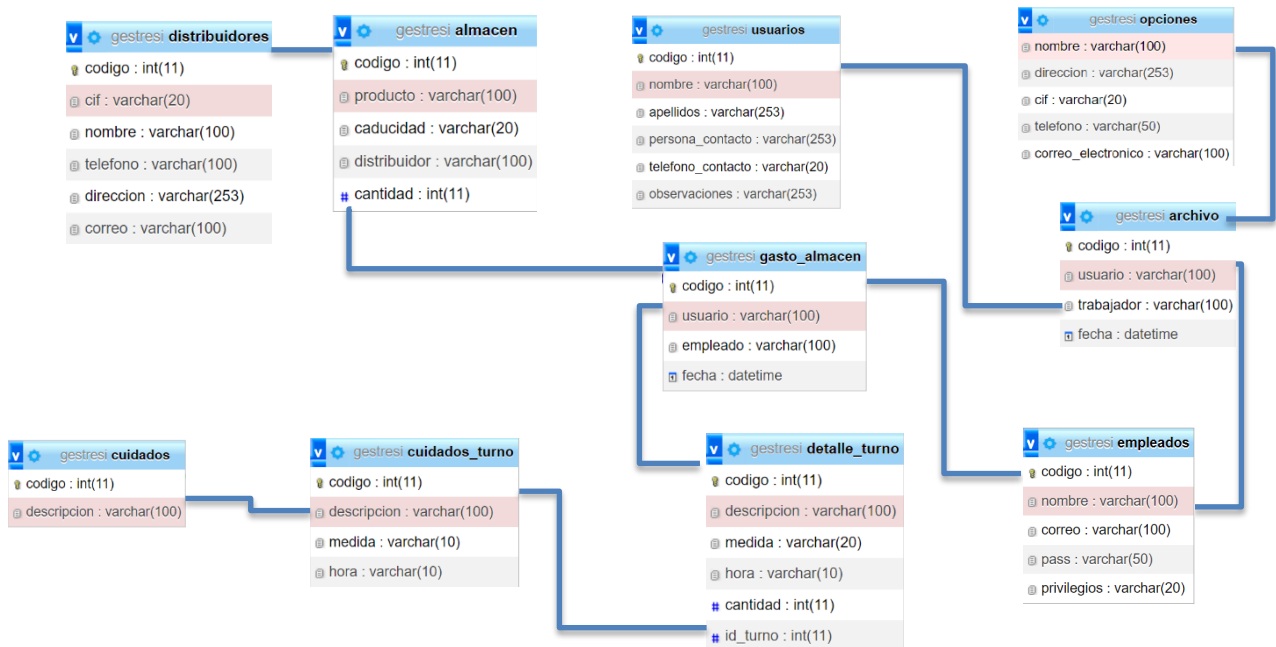 gestresi distribuidores
codigo : int(11)
cif : varchar(20)
nombre : varchar(100)
telefono : varchar(100)
direccion : varchar(253)
correo : varchar(100)
gestresi almacen
codigo : int(11)
producto : varchar(100)
caducidad : varchar(20)
distribuidor : varchar(100)
# cantidad : int(11)
gestresi usuarios
codigo : int(11)
nombre : varchar(100)
apellidos : varchar(253)
persona_contacto : varchar(253)
telefono_contacto : varchar(20)
observaciones : varchar(253)
gestresi opciones
nombre : varchar(100)
direccion : varchar(253)
cif : varchar(20)
telefono : varchar(50)
correo_electronico : varchar(100)
gestresi archivo
codigo : int(11)
usuario : varchar(100)
trabajador : varchar(100)
fecha : datetime
gestresi gasto_almacen
codigo : int(11)
usuario : varchar(100)
empleado : varchar(100)
fecha : datetime
gestresi cuidados
codigo : int(11)
descripcion : varchar(100)
gestresi cuidados_turno
codigo : int(11)
descripcion : varchar(100)
medida : varchar(10)
hora : varchar(10)
gestresi detalle_turno
codigo : int(11)
descripcion : varchar(100)
medida : varchar(20)
hora : varchar(10)
# cantidad : int(11)
# id_turno : int(11)
gestresi empleados
codigo : int(11)
nombre : varchar(100)
correo : varchar(100)
pass : varchar(50)
privilegios : varchar(20)